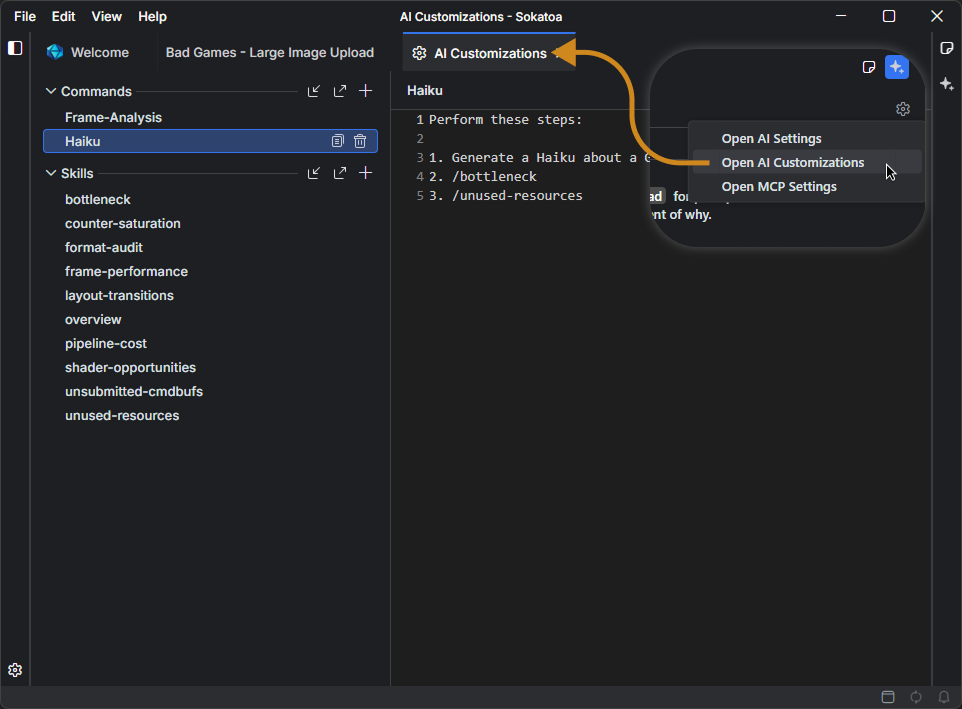 File Edit View Help
AI Customizations - Sokatoa
Welcome
Bad Games - Large Image Upload
AI Customizations
Commands
Frame-Analysis
Haiku
Skills
bottleneck
counter-saturation
format-audit
frame-performance
layout-transitions
overview
pipeline-cost
shader-opportunities
unsubmitted-cmdbufs
unused-resources
Haiku
1 Perform these steps:
2
3 1. Generate a Haiku about a
4 2. /bottleneck
5 3. /unused-resources
Open AI Settings
Open AI Customizations
Open MCP Settings
of why.